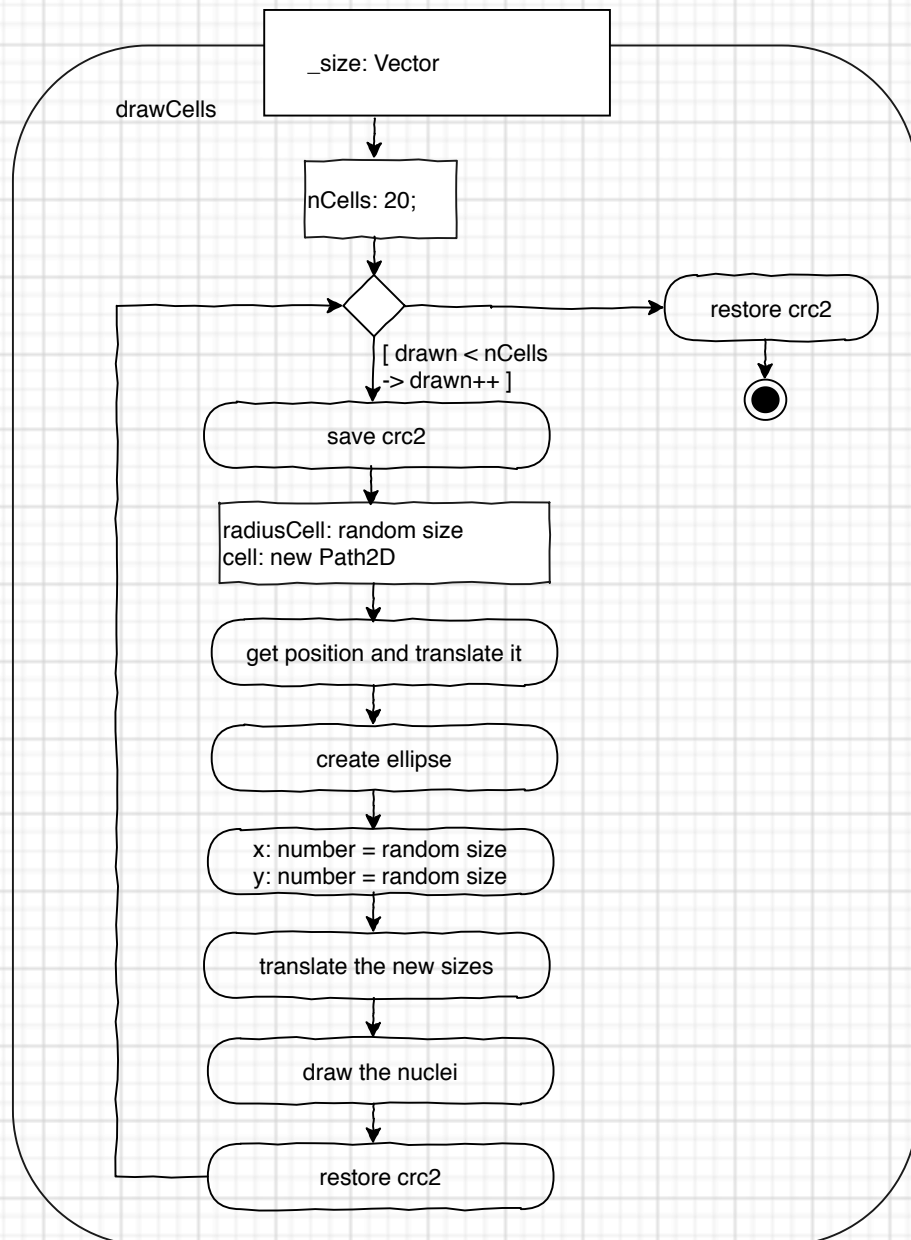 _size: Vector
drawCells
nCells: 20;
restore crc2
[ drawn < nCells
-> drawn++ ]
save crc2
radiusCell: random size
cell: new Path2D
get position and translate it
create ellipse
x: number = random size
y: number = random size
translate the new sizes
draw the nuclei
restore crc2